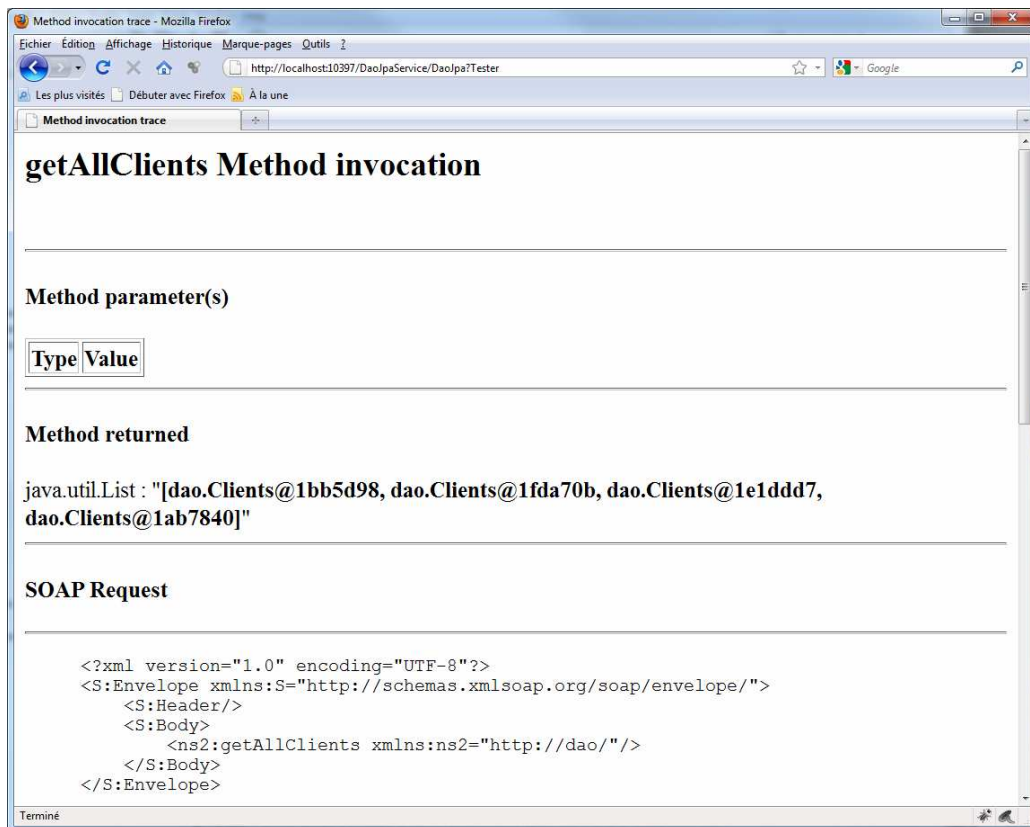 Method invocation trace - Mozilla Firefox
Fichier Édition Affichage Historique Marque-pages Outils ?
http://localhost:10397/DaoJpaService/DaoJpa?Tester
Google
Les plus visités Débuter avec Firefox À la une
Method invocation trace
getAllClients Method invocation
Method parameter(s)
Type Value
Method returned
java.util.List : "[dao.Clients@1bb5d98, dao.Clients@1fda70b, dao.Clients@1e1ddd7,
dao.Clients@1ab7840]"
SOAP Request
<?xml version="1.0" encoding="UTF-8"?>
<S:Envelope xmlns:S="http://schemas.xmlsoap.org/soap/envelope/">
<S:Header/>
<S:Body>
<ns2:getAllClients xmlns:ns2="http://dao/"/>
</S:Body>
</S:Envelope>
Terminé